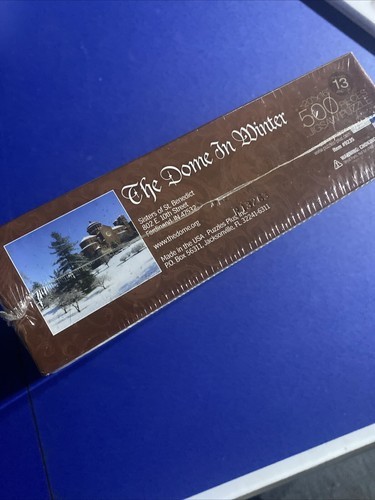 The Dome In Winter
Sisters of St. Benedict
802 E. 10th Street
Ferdinand, IN 47532
www.thedome.org
Made in the USA. Puzzles Plus, Inc.
P.O. Box 56311, Jacksonville, FL 32241-6311
13
500
WARNING: